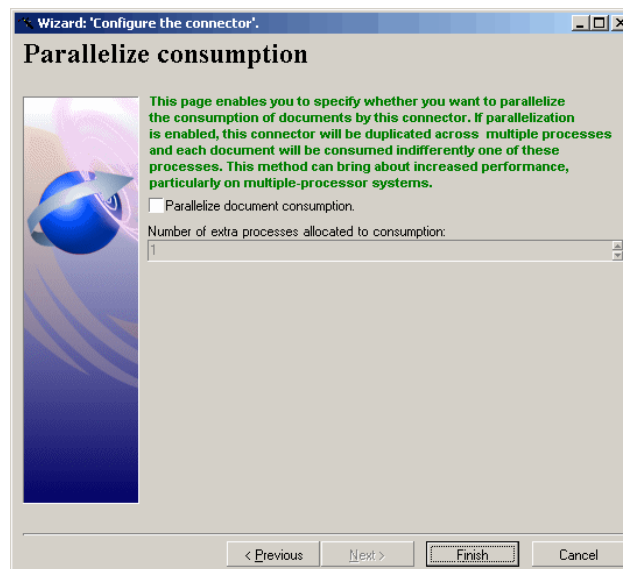 Wizard: 'Configure the connector'.
Parallelize consumption
This page enables you to specify whether you want to parallelize
the consumption of documents by this connector. If parallelization
is enabled, this connector will be duplicated across multiple processes
and each document will be consumed indifferently one of these
processes. This method can bring about increased performance,
particularly on multiple-processor systems.
Parallelize document consumption.
Number of extra processes allocated to consumption:
1
< Previous Next > Finish Cancel